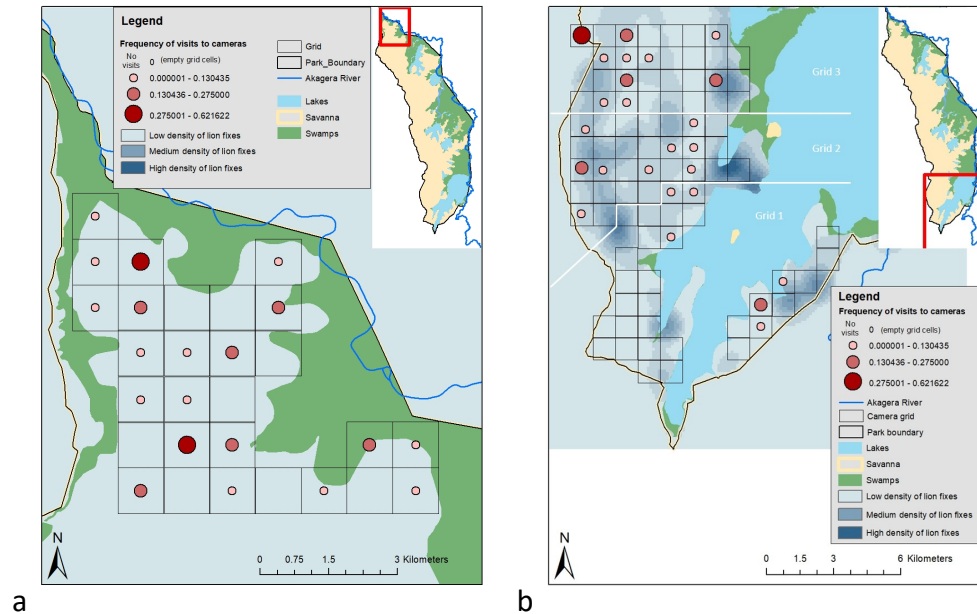 Legend
Frequency of visits to cameras
No visits 0 (empty grid cells)
0.000001 - 0.130435
0.130436 - 0.275000
0.275001 - 0.621622
Low density of lion fixes
Medium density of lion fixes
High density of lion fixes
Grid
Park_Boundary
Akagera River
Lakes
Savanna
Swamps
N
0 0.75 1.5 3 Kilometers
a
Grid 3
Grid 2
Grid 1
Legend
Frequency of visits to cameras
No visits 0 (empty grid cells)
0.000001 - 0.130435
0.130436 - 0.275000
0.275001 - 0.621622
Akagera River
Camera grid
Park boundary
Lakes
Savanna
Swamps
Low density of lion fixes
Medium density of lion fixes
High density of lion fixes
N
0 1.5 3 6 Kilometers
b